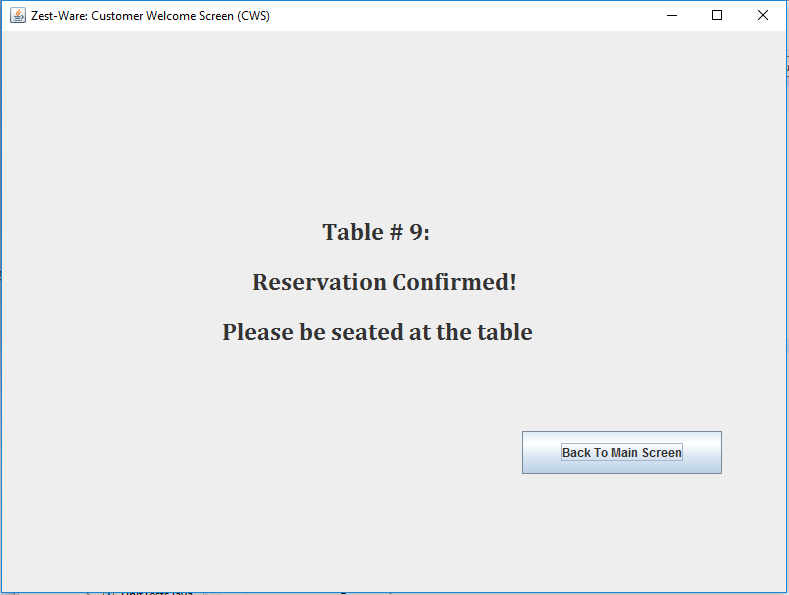 Zest-Ware: Customer Welcome Screen (CWS)
Table # 9:
Reservation Confirmed!
Please be seated at the table
Back To Main Screen